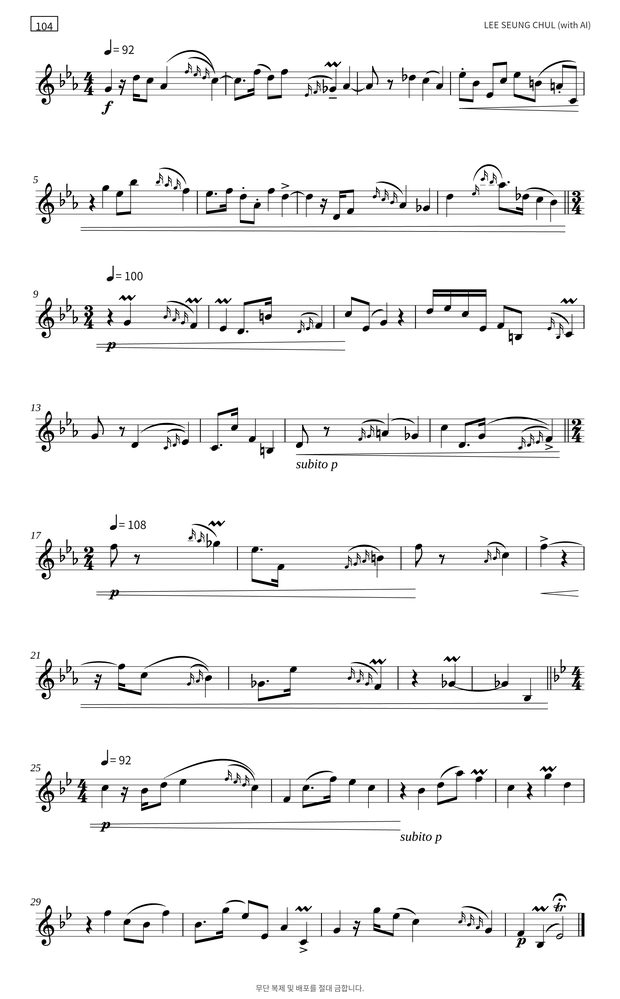 104
LEE SEUNG CHUL (with AI)
= 92
f
5
= 100
9
p
13
subito p
= 108
17
p
21
= 92
25
p
subito p
29
tr
p
무단 복제 및 배포를 절대 금합니다.